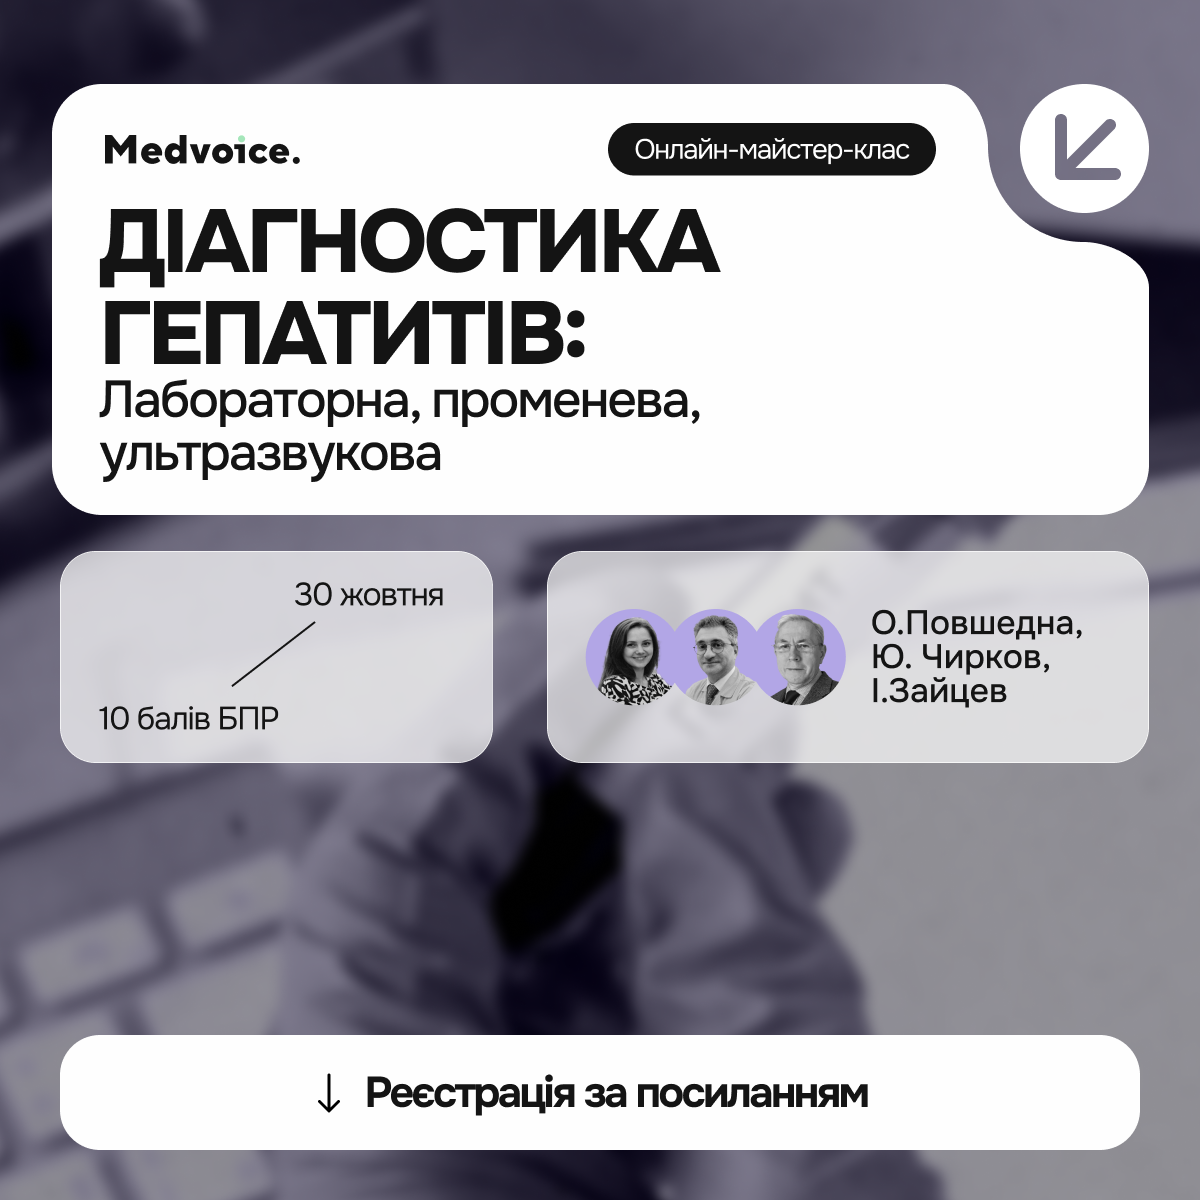 Medvoice.
Онлайн-майстер-клас
ДІАГНОСТИКА
ГЕПАТИТІВ:
Лабораторна, променева,
ультразвукова
30 жовтня
10 балів БПР
О.Повшедна,
Ю. Чирков,
І.Зайцев
Реєстрація за посиланням